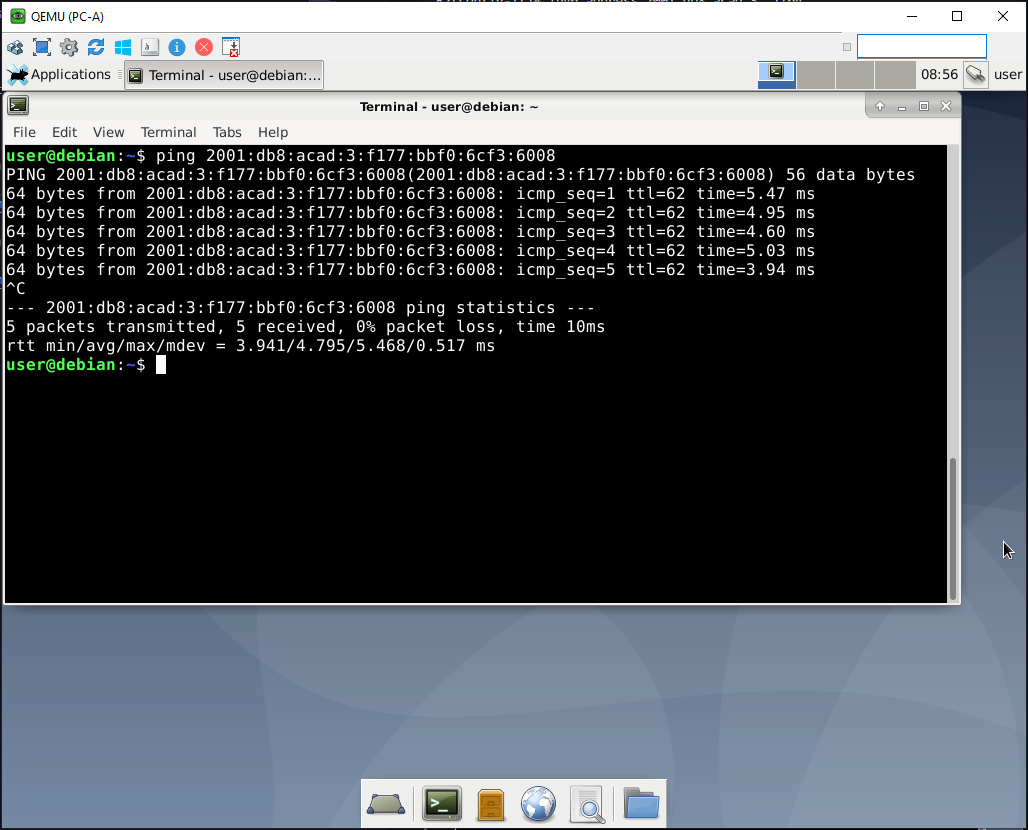 QEMU (PC-A)
Applications
Terminal - user@debian:...
08:56
user
Terminal - user@debian: ~
File Edit View Terminal Tabs Help
user@debian:~$ ping 2001:db8:acad:3:f177:bbf0:6cf3:6008
PING 2001:db8:acad:3:f177:bbf0:6cf3:6008(2001:db8:acad:3:f177:bbf0:6cf3:6008) 56 data bytes
64 bytes from 2001:db8:acad:3:f177:bbf0:6cf3:6008: icmp_seq=1 ttl=62 time=5.47 ms
64 bytes from 2001:db8:acad:3:f177:bbf0:6cf3:6008: icmp_seq=2 ttl=62 time=4.95 ms
64 bytes from 2001:db8:acad:3:f177:bbf0:6cf3:6008: icmp_seq=3 ttl=62 time=4.60 ms
64 bytes from 2001:db8:acad:3:f177:bbf0:6cf3:6008: icmp_seq=4 ttl=62 time=5.03 ms
64 bytes from 2001:db8:acad:3:f177:bbf0:6cf3:6008: icmp_seq=5 ttl=62 time=3.94 ms
^C
--- 2001:db8:acad:3:f177:bbf0:6cf3:6008 ping statistics ---
5 packets transmitted, 5 received, 0% packet loss, time 10ms
rtt min/avg/max/mdev = 3.941/4.795/5.468/0.517 ms
user@debian:~$